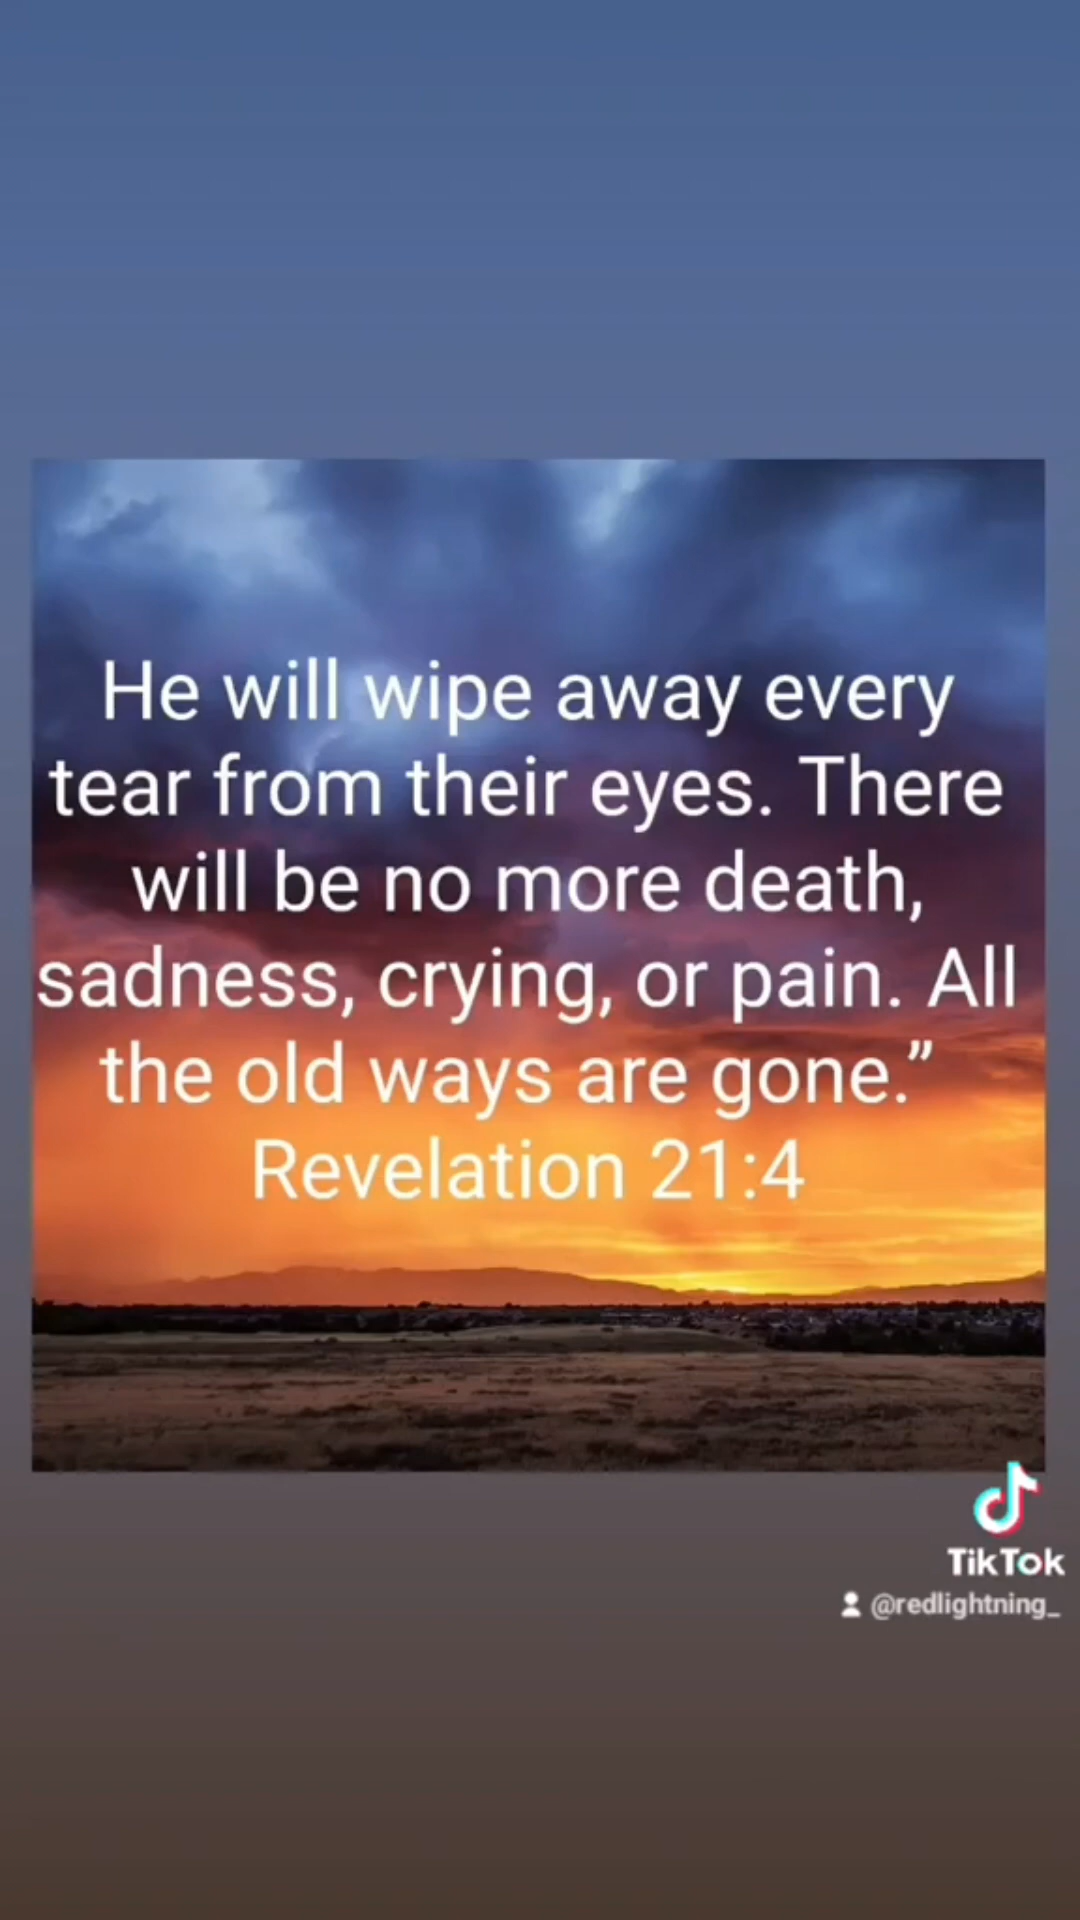 He will wipe away every
tear from their eyes. There
will be no more death,
sadness, crying, or pain. All
the old ways are gone.”
Revelation 21:4
TikTok
@redlightning_